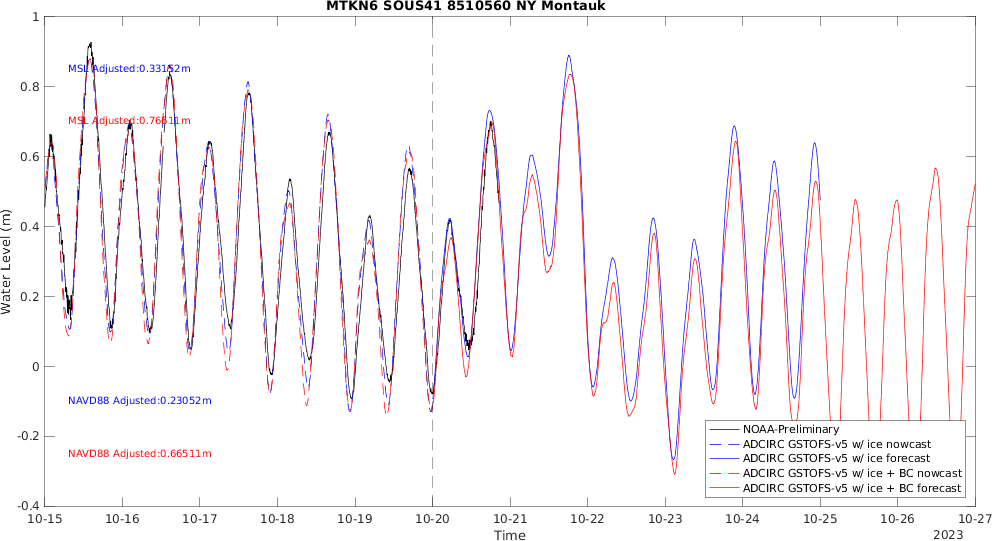 MTKN6 SOUS41 8510560 NY Montauk
1
0.8
0.6
0.4
0.2
0
-0.2
-0.4
Water Level (m)
MSL Adjusted:0.33152m
MSL Adjusted:0.76611m
NAVD88 Adjusted:0.23052m
NAVD88 Adjusted:0.66511m
NOAA-Preliminary
ADCIRC GSTOFS-v5 w/ ice nowcast
ADCIRC GSTOFS-v5 w/ ice forecast
ADCIRC GSTOFS-v5 w/ ice + BC nowcast
ADCIRC GSTOFS-v5 w/ ice + BC forecast
10-15 10-16 10-17 10-18 10-19 10-20 10-21 10-22 10-23 10-24 10-25 10-26 10-27
Time
2023